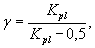 γ = K_pl / (K_pl − 0,5),